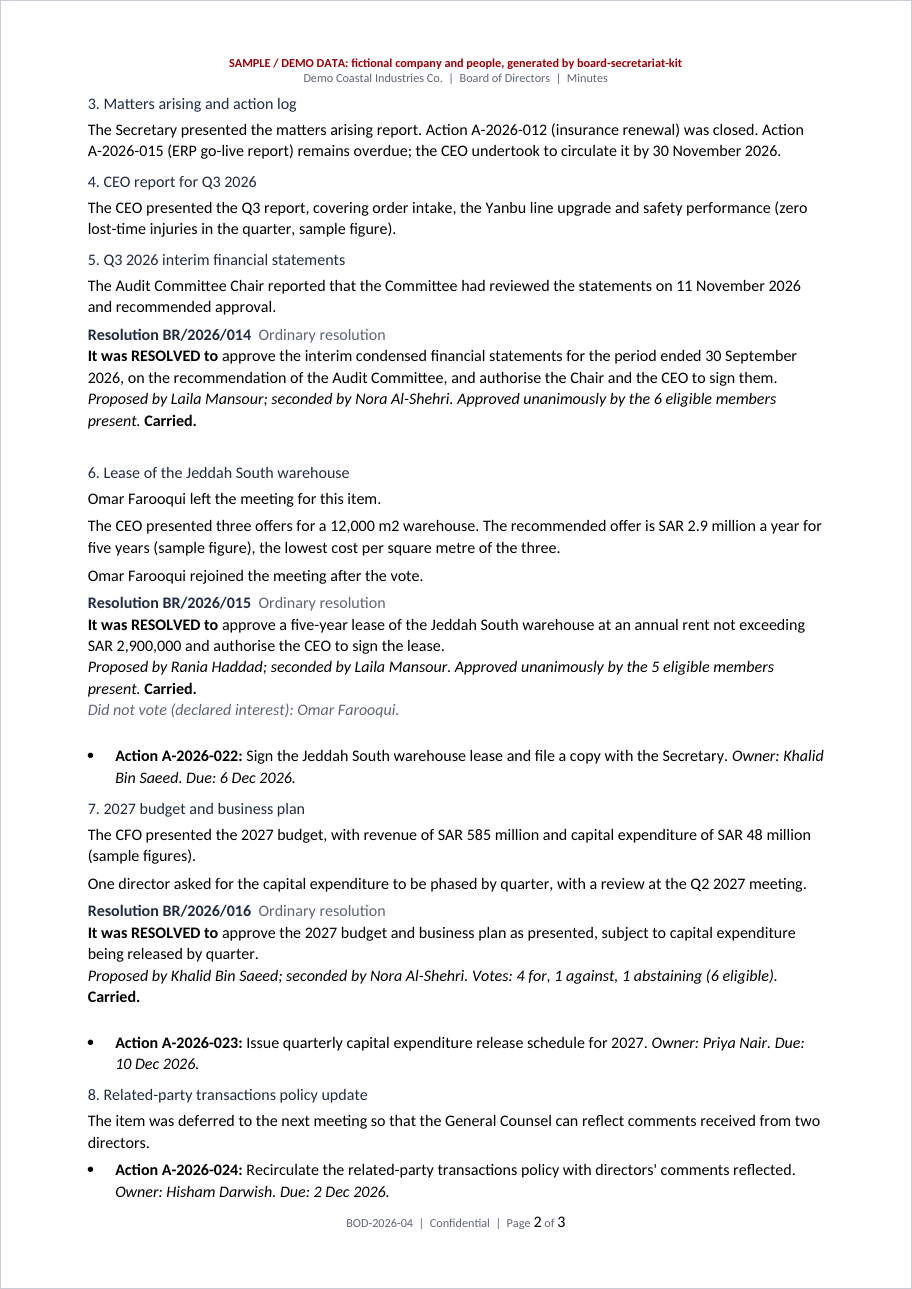 SAMPLE / DEMO DATA: fictional company and people, generated by board-secretariat-kit
Demo Coastal Industries Co. | Board of Directors | Minutes
3. Matters arising and action log
The Secretary presented the matters arising report. Action A-2026-012 (insurance renewal) was closed. Action
A-2026-015 (ERP go-live report) remains overdue; the CEO undertook to circulate it by 30 November 2026.
4. CEO report for Q3 2026
The CEO presented the Q3 report, covering order intake, the Yanbu line upgrade and safety performance (zero
lost-time injuries in the quarter, sample figure).
5. Q3 2026 interim financial statements
The Audit Committee Chair reported that the Committee had reviewed the statements on 11 November 2026
and recommended approval.
Resolution BR/2026/014 Ordinary resolution
It was RESOLVED to approve the interim condensed financial statements for the period ended 30 September
2026, on the recommendation of the Audit Committee, and authorise the Chair and the CEO to sign them.
Proposed by Laila Mansour; seconded by Nora Al-Shehri. Approved unanimously by the 6 eligible members
present. Carried.
6. Lease of the Jeddah South warehouse
Omar Farooqui left the meeting for this item.
The CEO presented three offers for a 12,000 m2 warehouse. The recommended offer is SAR 2.9 million a year for
five years (sample figure), the lowest cost per square metre of the three.
Omar Farooqui rejoined the meeting after the vote.
Resolution BR/2026/015 Ordinary resolution
It was RESOLVED to approve a five-year lease of the Jeddah South warehouse at an annual rent not exceeding
SAR 2,900,000 and authorise the CEO to sign the lease.
Proposed by Rania Haddad; seconded by Laila Mansour. Approved unanimously by the 5 eligible members
present. Carried.
Did not vote (declared interest): Omar Farooqui.
• Action A-2026-022: Sign the Jeddah South warehouse lease and file a copy with the Secretary. Owner: Khalid
Bin Saeed. Due: 6 Dec 2026.
7. 2027 budget and business plan
The CFO presented the 2027 budget, with revenue of SAR 585 million and capital expenditure of SAR 48 million
(sample figures).
One director asked for the capital expenditure to be phased by quarter, with a review at the Q2 2027 meeting.
Resolution BR/2026/016 Ordinary resolution
It was RESOLVED to approve the 2027 budget and business plan as presented, subject to capital expenditure
being released by quarter.
Proposed by Khalid Bin Saeed; seconded by Nora Al-Shehri. Votes: 4 for, 1 against, 1 abstaining (6 eligible).
Carried.
• Action A-2026-023: Issue quarterly capital expenditure release schedule for 2027. Owner: Priya Nair. Due:
10 Dec 2026.
8. Related-party transactions policy update
The item was deferred to the next meeting so that the General Counsel can reflect comments received from two
directors.
• Action A-2026-024: Recirculate the related-party transactions policy with directors' comments reflected.
Owner: Hisham Darwish. Due: 2 Dec 2026.
BOD-2026-04 | Confidential | Page 2 of 3